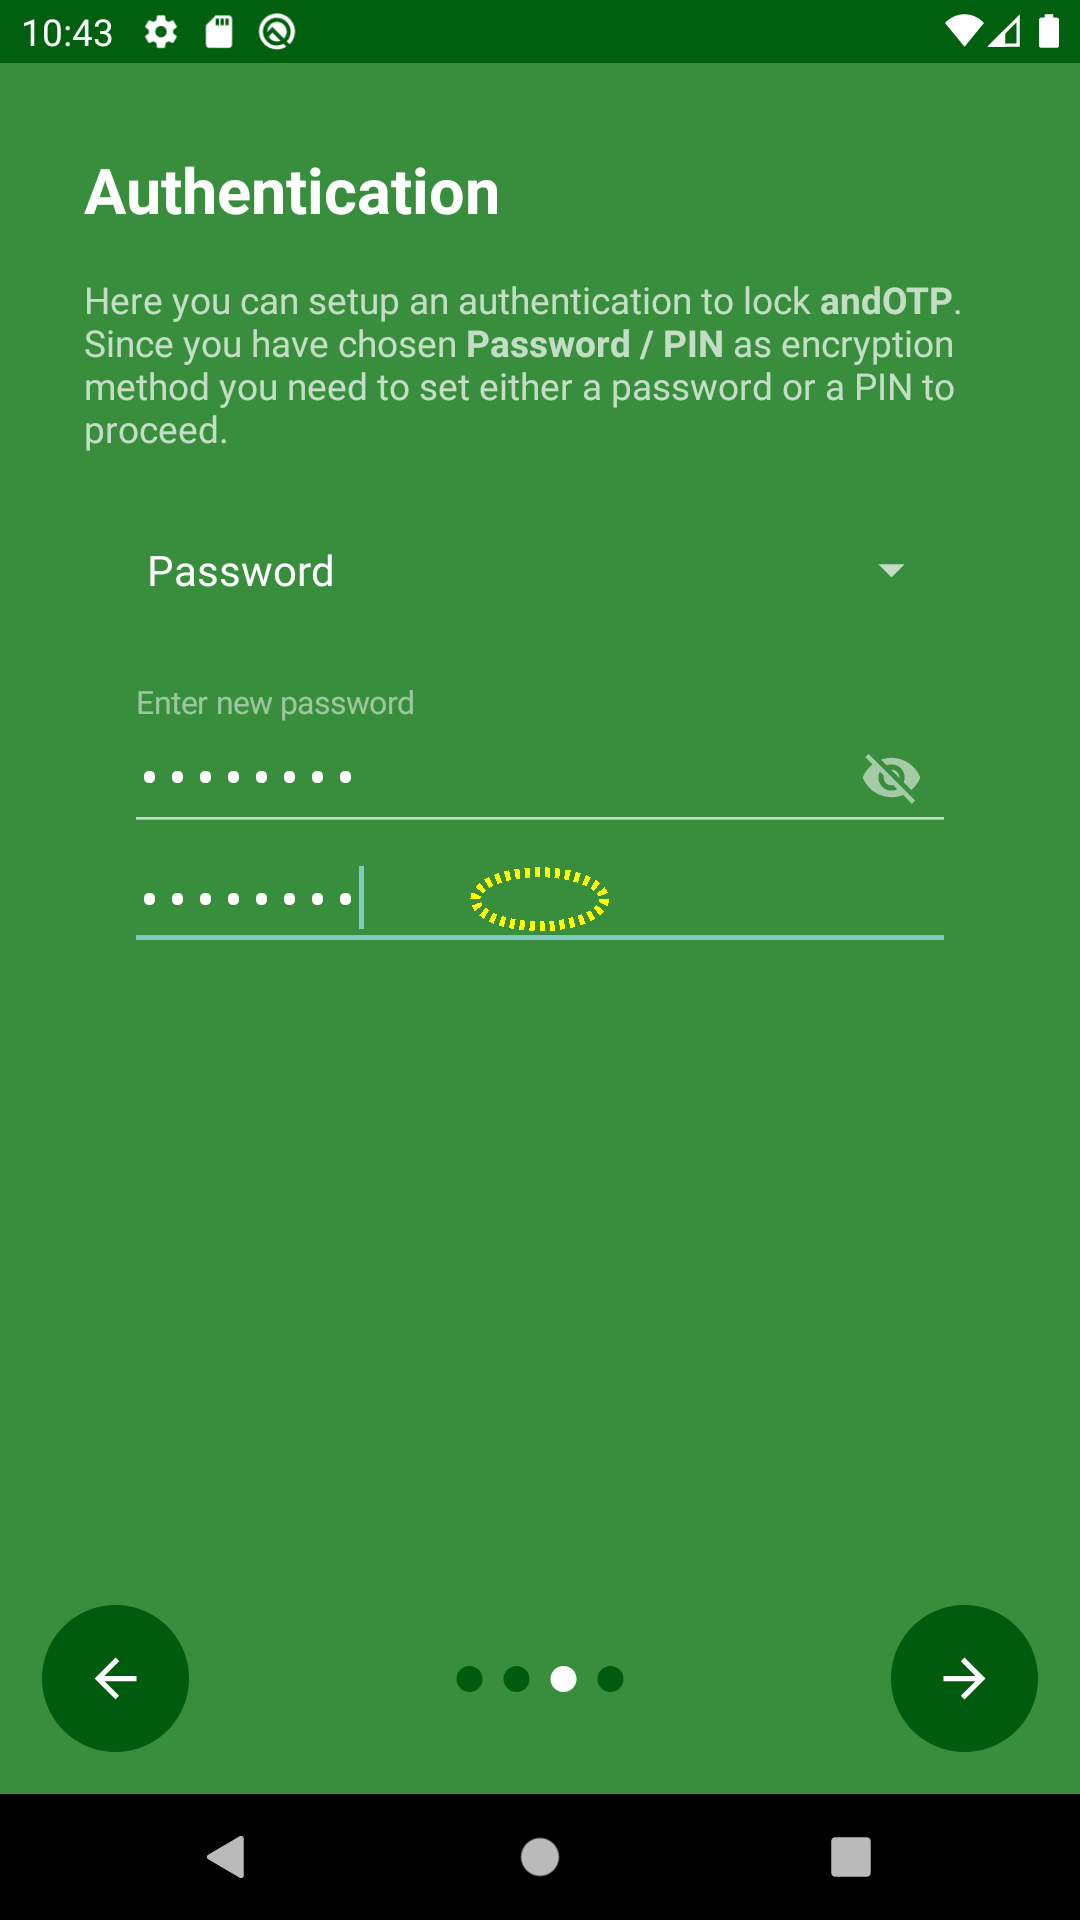 10:43
Authentication
Here you can setup an authentication to lock andOTP.
Since you have chosen Password / PIN as encryption
method you need to set either a password or a PIN to
proceed.
Password
Enter new password
••••••••
••••••••